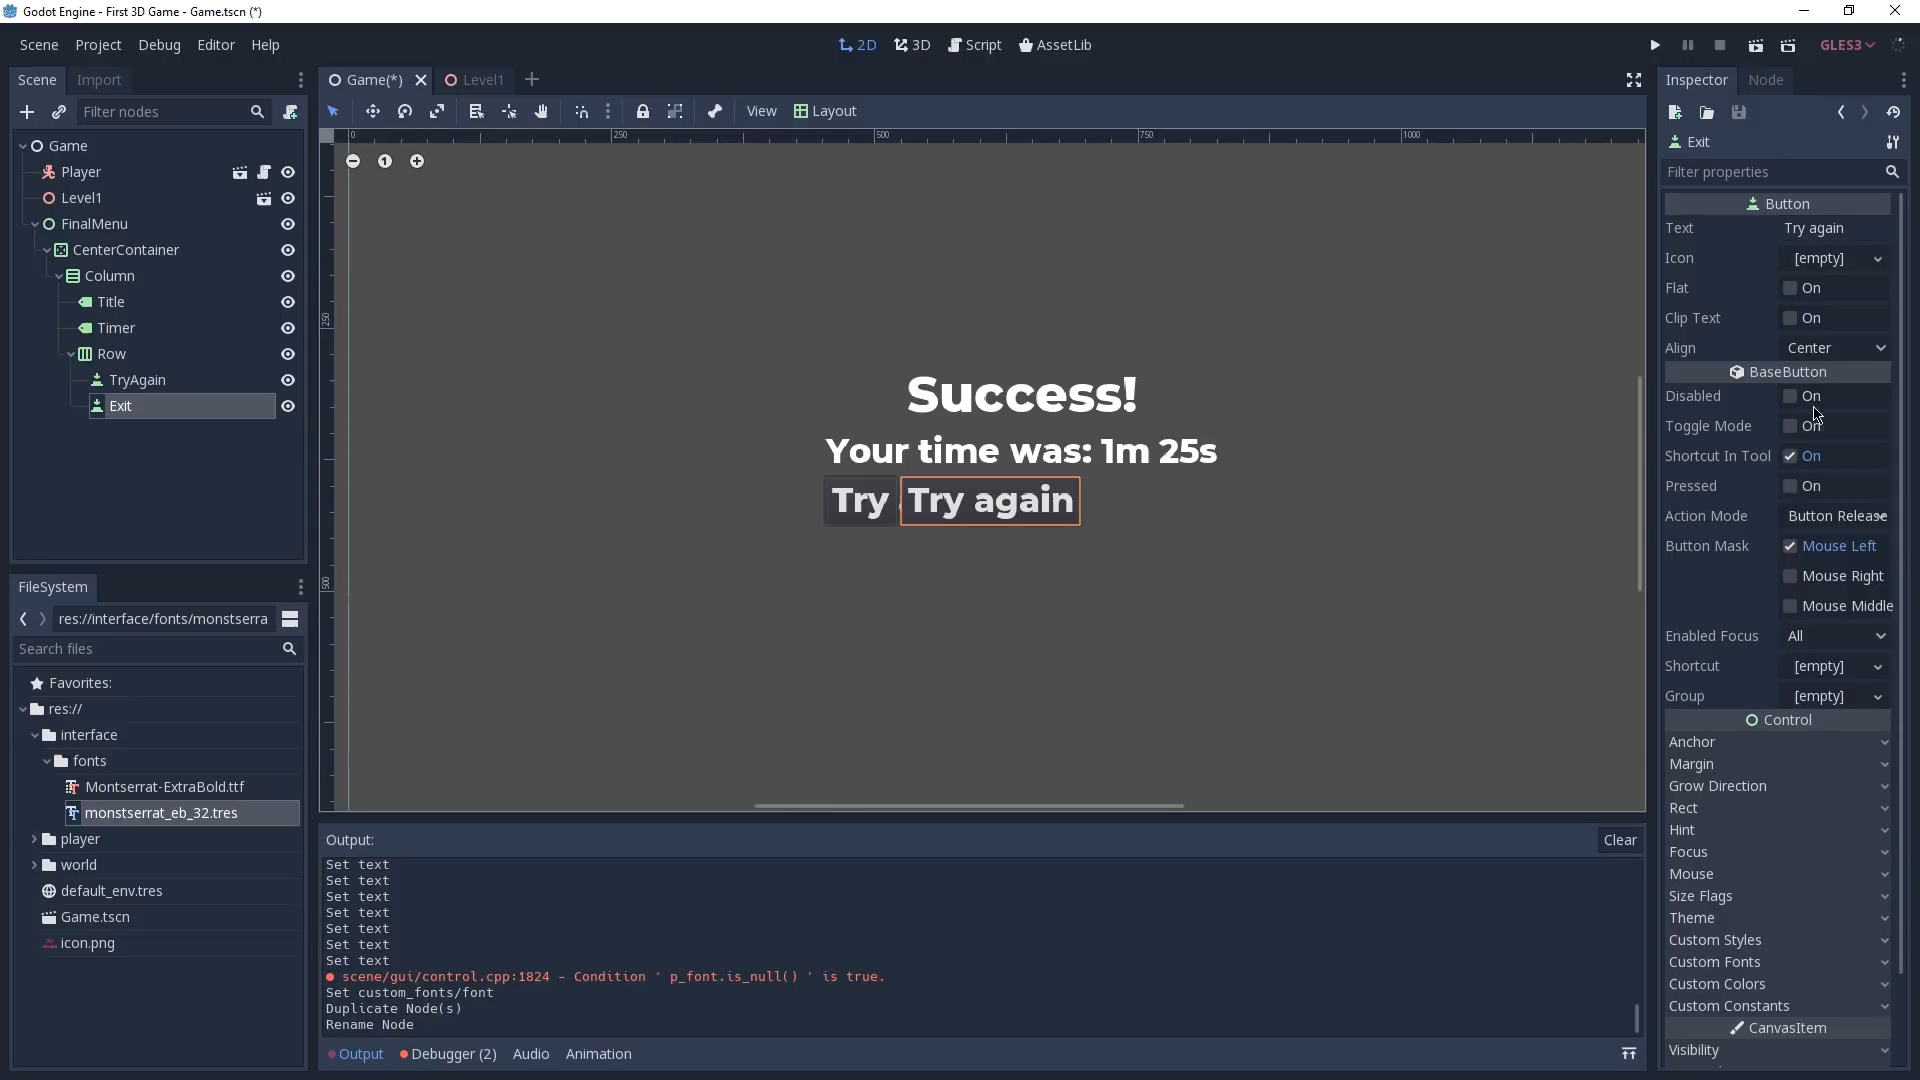 Godot Engine - First 3D Game - Game.tscn (*)
Scene Project Debug Editor Help
2D 3D Script AssetLib
GLES3
Scene Import
Filter nodes
Game
Player
Level1
FinalMenu
CenterContainer
Column
Title
Timer
Row
TryAgain
Exit
FileSystem
res://interface/fonts/monstserra
Search files
Favorites:
res://
interface
fonts
Montserrat-ExtraBold.ttf
monstserrat_eb_32.tres
player
world
default_env.tres
Game.tscn
icon.png
Game(*) Level1
View Layout
0 250 500 750 1000
1
250
500
Success!
Your time was: 1m 25s
Try Try again
Output: Clear
Set text
Set text
Set text
Set text
Set text
Set text
Set text
scene/gui/control.cpp:1824 - Condition ' p_font.is_null() ' is true.
Set custom_fonts/font
Duplicate Node(s)
Rename Node
Output Debugger (2) Audio Animation
Inspector Node
Exit
Filter properties
Button
Text Try again
Icon [empty]
Flat On
Clip Text On
Align Center
BaseButton
Disabled On
Toggle Mode On
Shortcut In Tool On
Pressed On
Action Mode Button Release
Button Mask Mouse Left
Mouse Right
Mouse Middle
Enabled Focus All
Shortcut [empty]
Group [empty]
Control
Anchor
Margin
Grow Direction
Rect
Hint
Focus
Mouse
Size Flags
Theme
Custom Styles
Custom Fonts
Custom Colors
Custom Constants
CanvasItem
Visibility